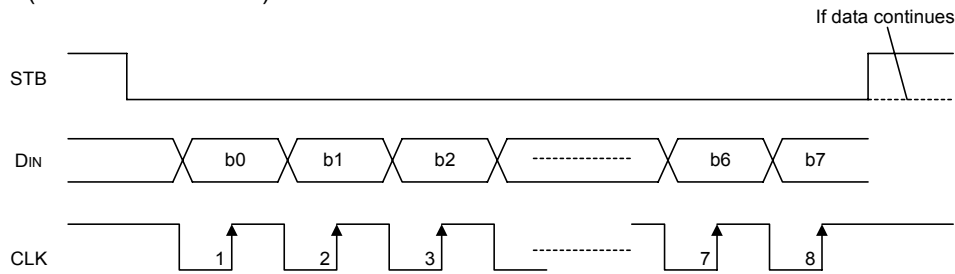 If data continues
STB
DIN b0 b1 b2 b6 b7
CLK 1 2 3 7 8